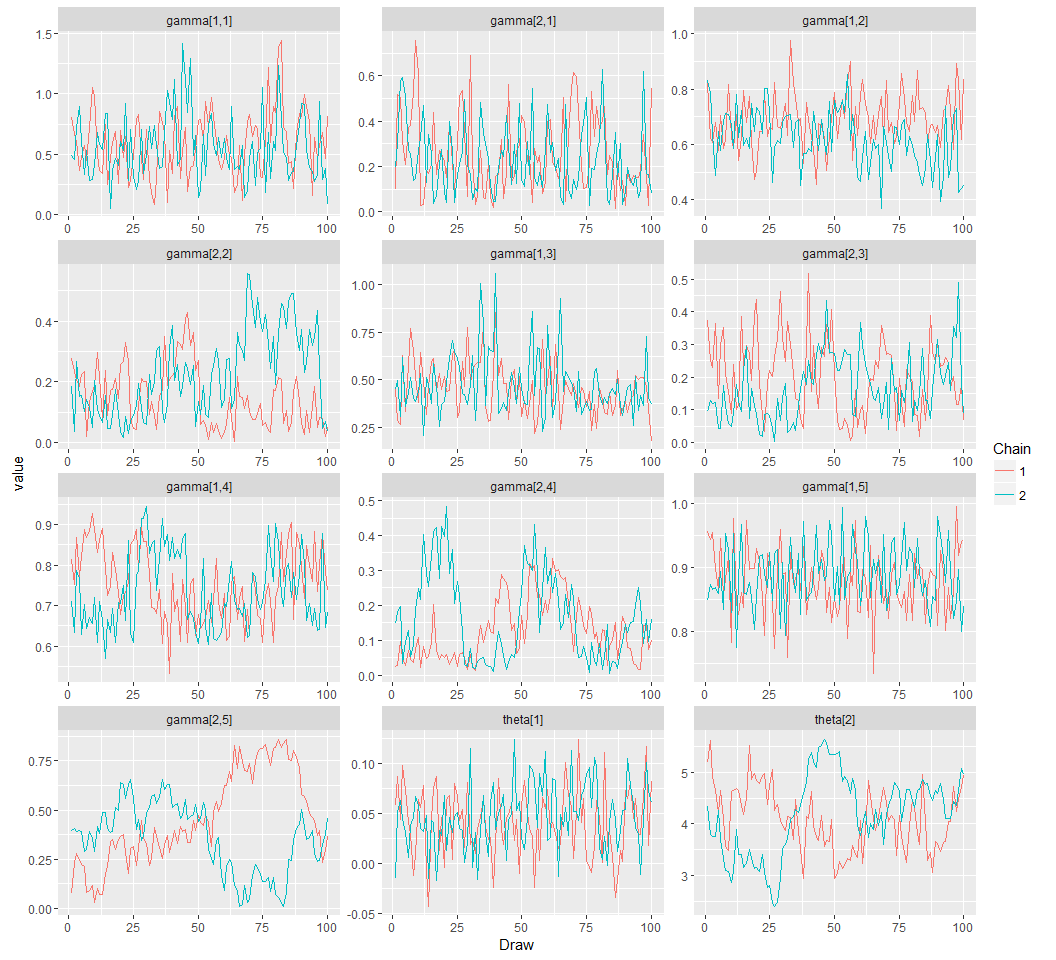 gamma[1,1] gamma[2,1] gamma[1,2]
1.5
1.0
0.5
0.0
0.6
0.4
0.2
0.0
1.0
0.8
0.6
0.4
0 25 50 75 100
0 25 50 75 100
0 25 50 75 100
gamma[2,2] gamma[1,3] gamma[2,3]
0.4
0.2
0.0
1.00
0.75
0.50
0.25
0.5
0.4
0.3
0.2
0.1
0.0
0 25 50 75 100
0 25 50 75 100
0 25 50 75 100
value
Chain
1
2
gamma[1,4] gamma[2,4] gamma[1,5]
0.9
0.8
0.7
0.6
0.5
0.4
0.3
0.2
0.1
0.0
1.0
0.9
0.8
0 25 50 75 100
0 25 50 75 100
0 25 50 75 100
gamma[2,5] theta[1] theta[2]
0.75
0.50
0.25
0.00
0.10
0.05
0.00
-0.05
5
4
3
0 25 50 75 100
0 25 50 75 100
0 25 50 75 100
Draw